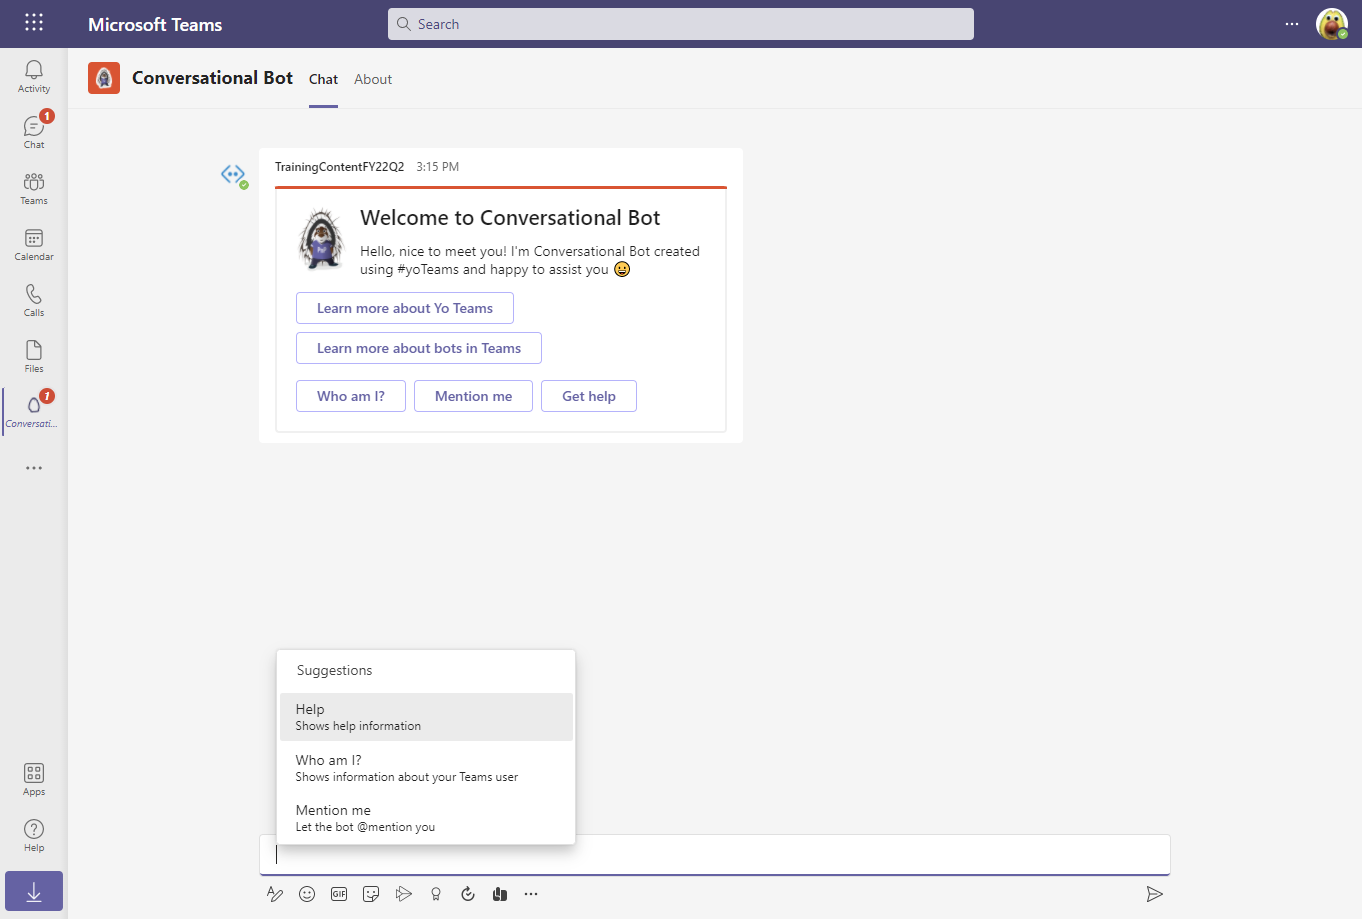 Microsoft Teams
Search
Activity
1
Chat
Teams
Calendar
Calls
Files
1
Conversati...
Apps
Help
Conversational Bot
Chat
About
TrainingContentFY22Q2 3:15 PM
Welcome to Conversational Bot
Hello, nice to meet you! I'm Conversational Bot created
using #yoTeams and happy to assist you 😀
Learn more about Yo Teams
Learn more about bots in Teams
Who am I?
Mention me
Get help
Suggestions
Help
Shows help information
Who am I?
Shows information about your Teams user
Mention me
Let the bot @mention you
GIF